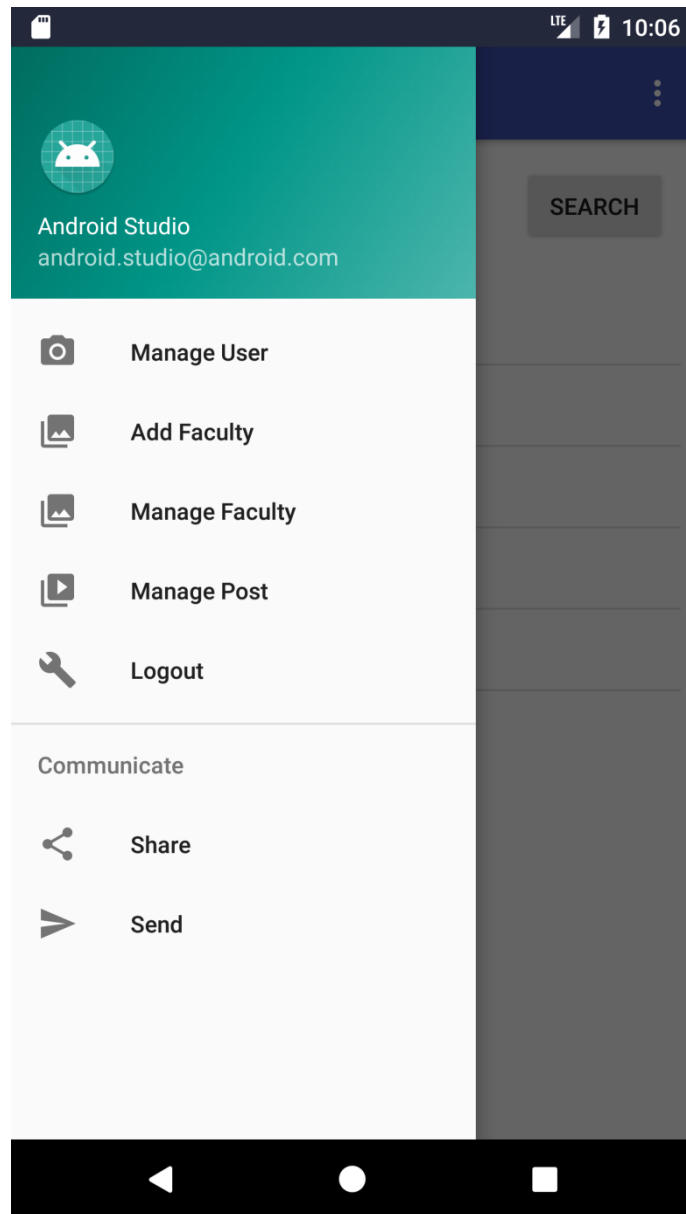 LTE 10:06
SEARCH
Android Studio
android.studio@android.com
Manage User
Add Faculty
Manage Faculty
Manage Post
Logout
Communicate
Share
Send